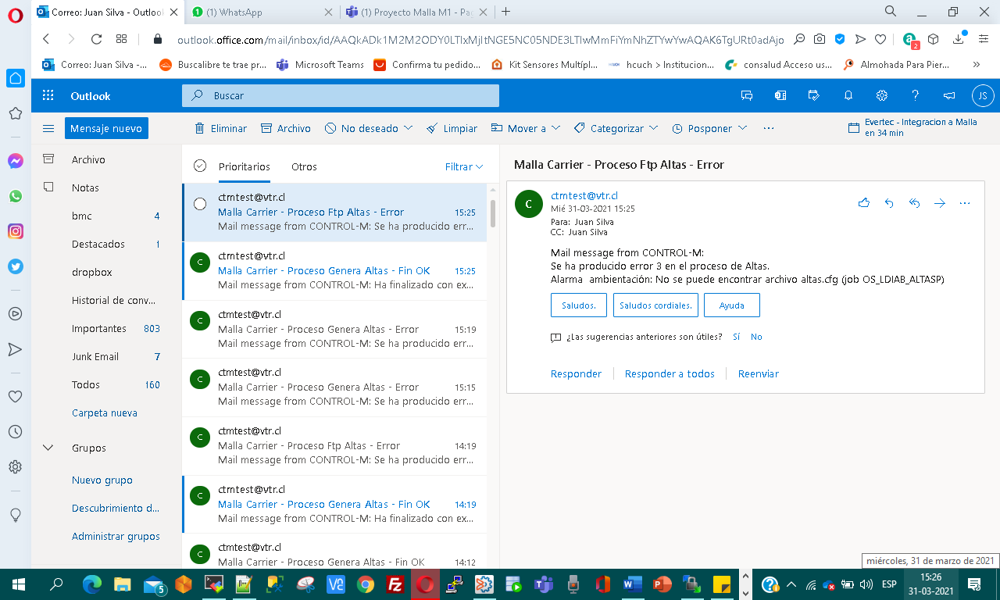 Correo: Juan Silva - Outlook
(1) WhatsApp
(1) Proyecto Malla M1 - Pag
outlook.office.com/mail/inbox/id/
2
Correo: Juan Silva -...
Buscalibre te trae pr...
Microsoft Teams
Confirma tu pedido...
Kit Sensores Multipl...
hcuch > Institucion...
consalud Acceso us...
Almohada Para Pier...
Outlook
Buscar
JS
Mensaje nuevo
Eliminar
Archivo
No deseado
Limpiar
Mover a
Categorizar
Posponer
Evertec - Integracion a Malla
en 34 min
Archivo
Notas
bmc 4
Destacados 1
dropbox
Historial de conv...
Importantes 803
Junk Email 7
Todos 160
Carpeta nueva
Grupos
Nuevo grupo
Descubrimiento d...
Administrar grupos
Prioritarios
Otros
Filtrar
ctmtest@vtr.cl
Malla Carrier - Proceso Ftp Altas - Error 15:25
Mail message from CONTROL-M: Se ha producido err...
C
ctmtest@vtr.cl
Malla Carrier - Proceso Genera Altas - Fin OK 15:25
Mail message from CONTROL-M: Ha finalizado con ex...
C
ctmtest@vtr.cl
Malla Carrier - Proceso Genera Altas - Error 15:19
Mail message from CONTROL-M: Se ha producido err...
C
ctmtest@vtr.cl
Malla Carrier - Proceso Genera Altas - Error 15:15
Mail message from CONTROL-M: Se ha producido err...
C
ctmtest@vtr.cl
Malla Carrier - Proceso Ftp Altas - Error 14:19
Mail message from CONTROL-M: Se ha producido err...
C
ctmtest@vtr.cl
Malla Carrier - Proceso Genera Altas - Fin OK 14:19
Mail message from CONTROL-M: Ha finalizado con ex...
C
ctmtest@vtr.cl
Malla Carrier - Proceso Genera Altas - Fin OK 14:12
Malla Carrier - Proceso Ftp Altas - Error
C
ctmtest@vtr.cl
Mié 31-03-2021 15:25
Para: Juan Silva
CC: Juan Silva
Mail message from CONTROL-M:
Se ha producido error 3 en el proceso de Altas.
Alarma ambientación: No se puede encontrar archivo altas.cfg (job OS_LDIAB_ALTASP)
Saludos.
Saludos cordiales.
Ayuda
¿Las sugerencias anteriores son útiles? Sí No
Responder
Responder a todos
Reenviar
miércoles, 31 de marzo de 2021
5
ESP
15:26
31-03-2021